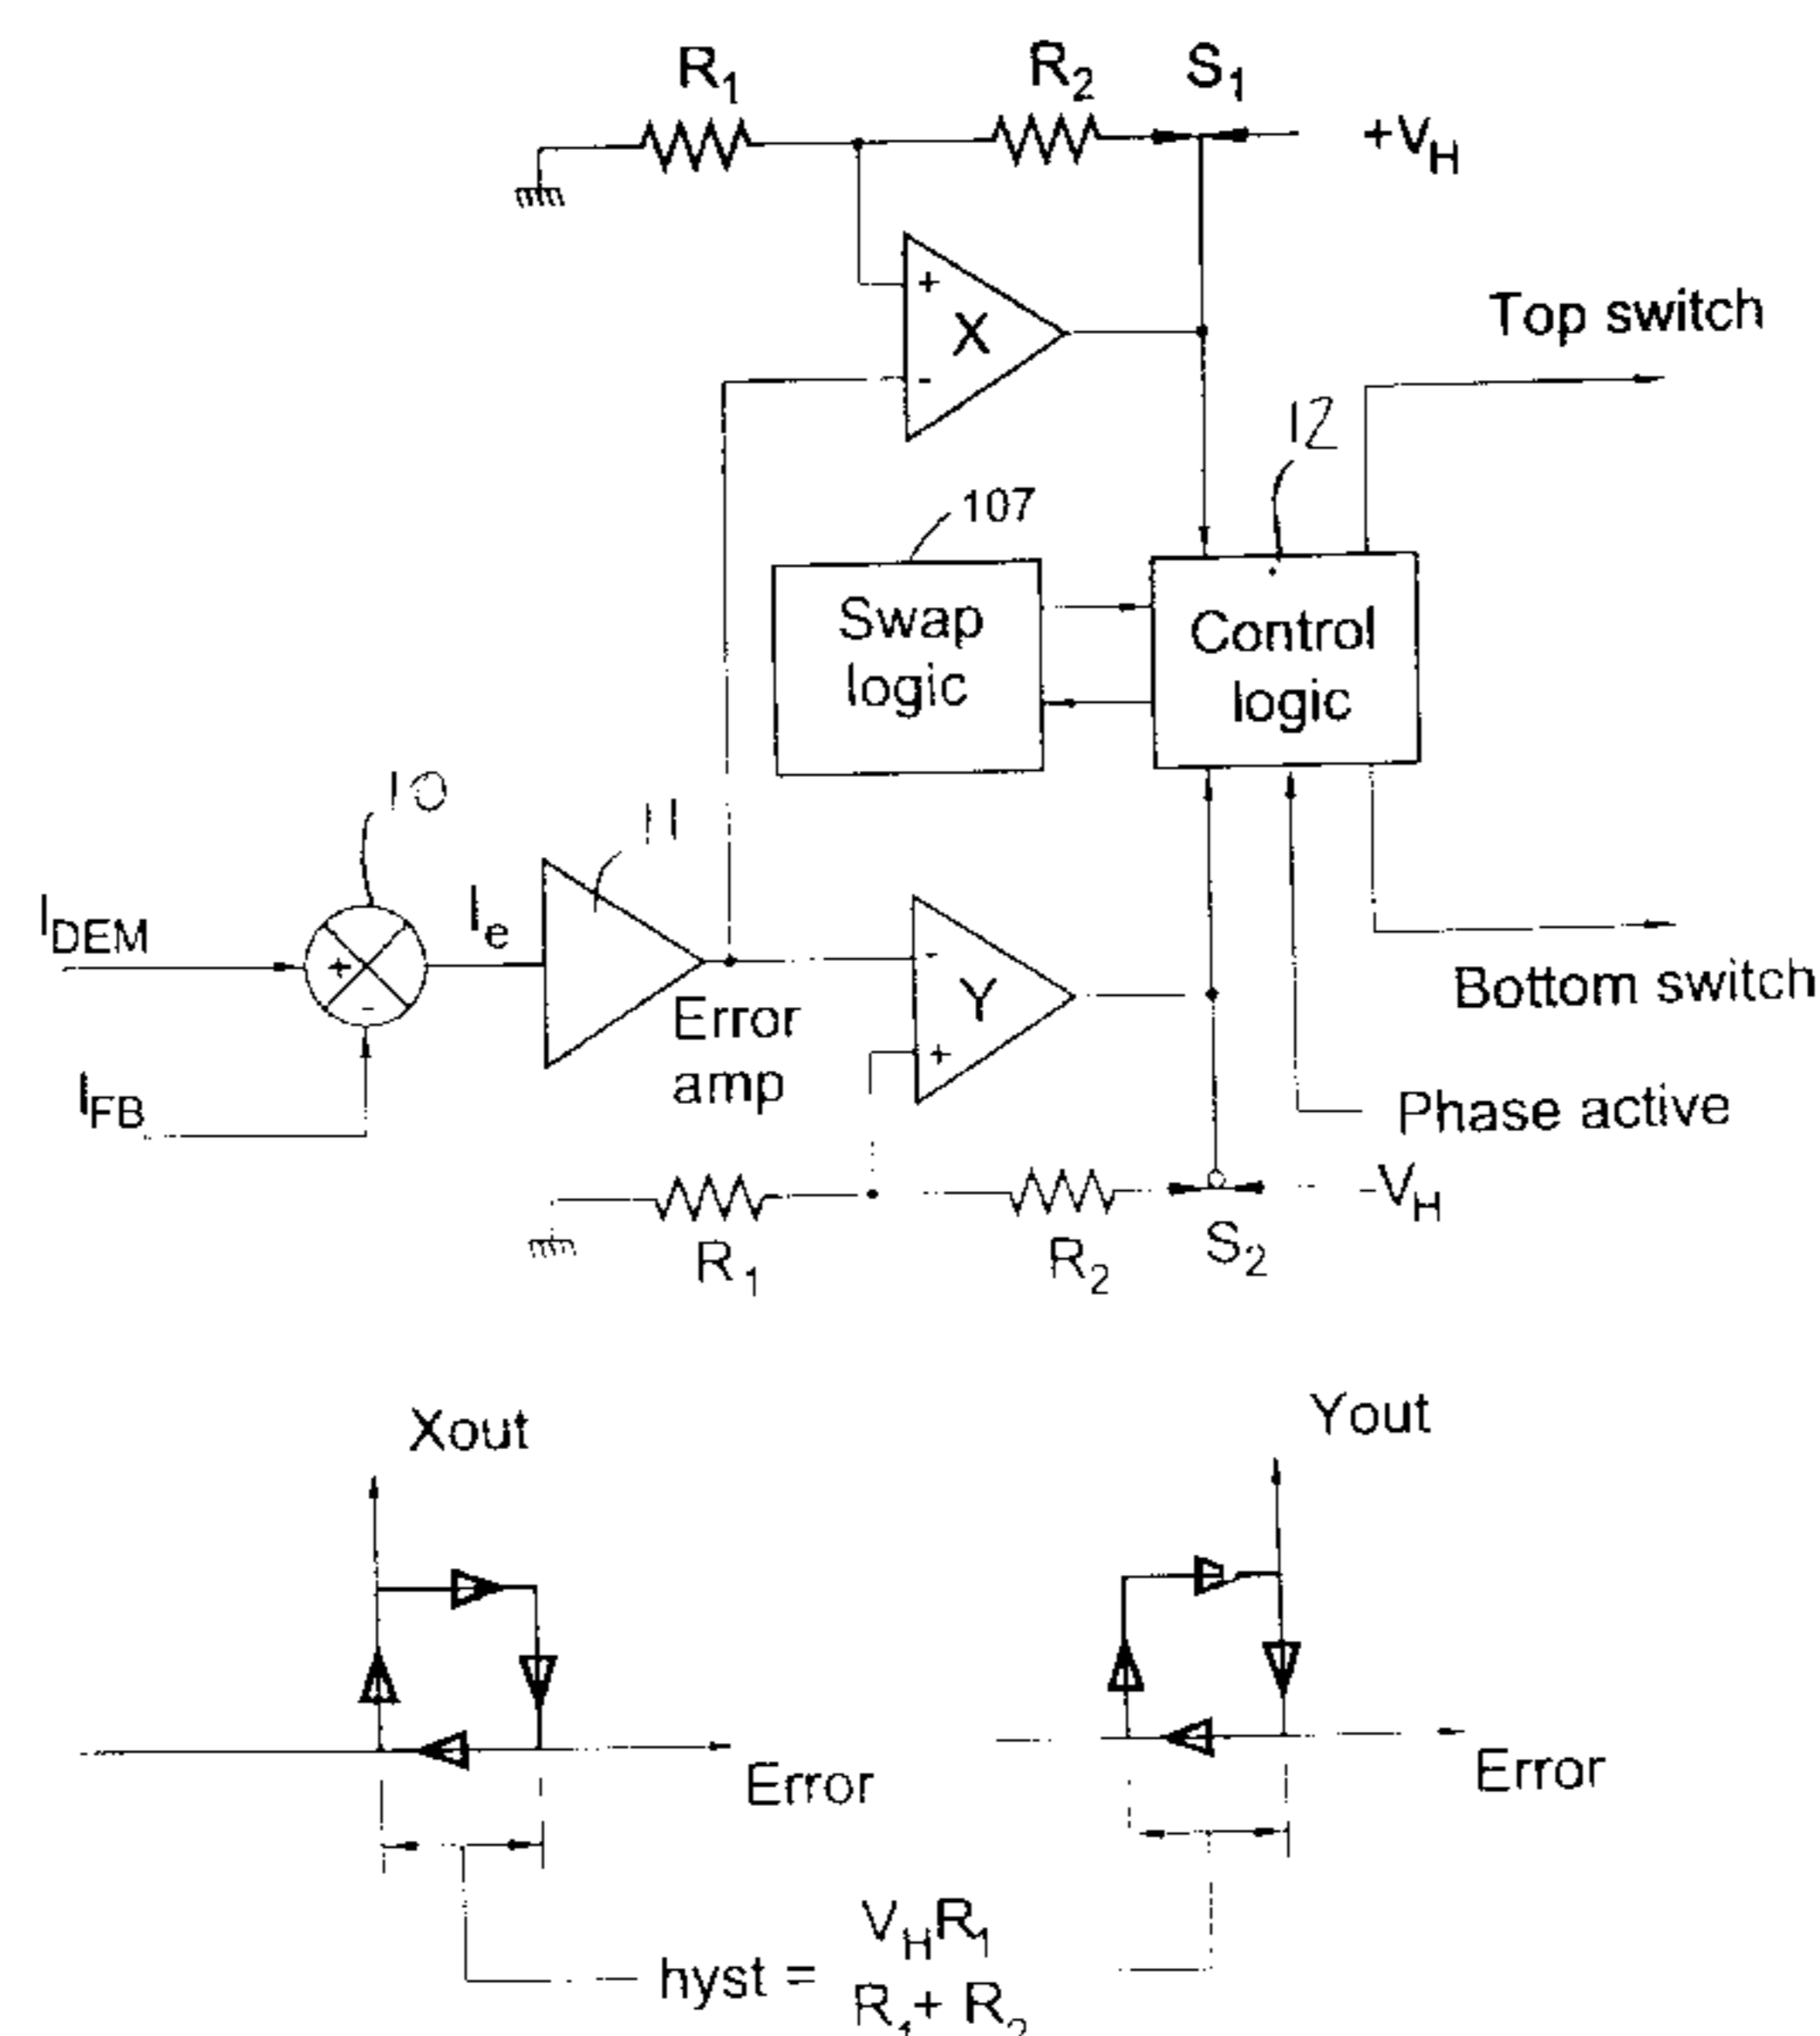 R1 R2 S1 +VH
+
X
-
Top switch
12
107
Swap
logic
Control
logic
10
11
IDEM
+
-
Ie
IFB
Error
amp
-
Y
+
Bottom switch
Phase active
-VH
R1 R2 S2
Xout
Yout
Error
Error
hyst = VHR1
R1+ R2